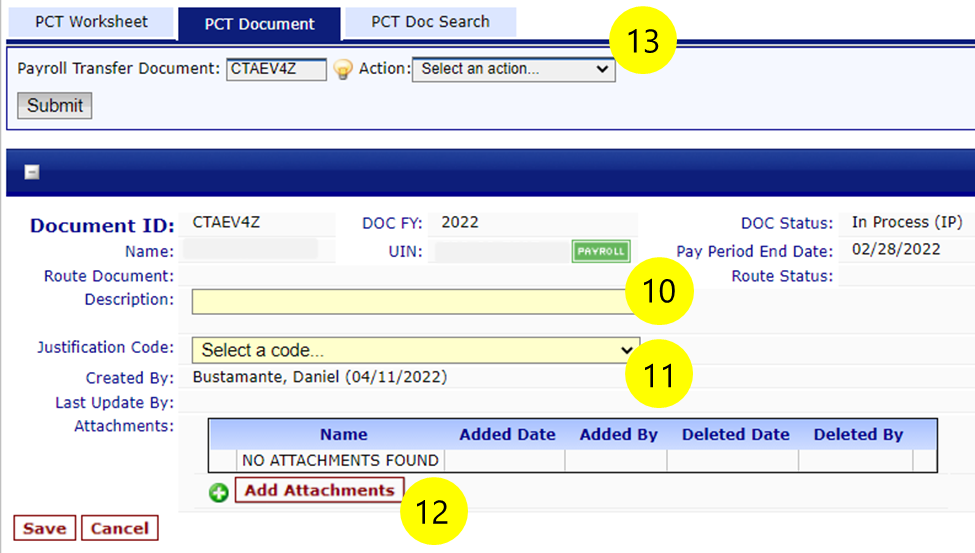 PCT Worksheet PCT Document PCT Doc Search
13
Payroll Transfer Document: CTAEV4Z Action: Select an action...
Submit
Document ID: CTAEV4Z DOC FY: 2022 DOC Status: In Process (IP)
Name: UIN: PAYROLL Pay Period End Date: 02/28/2022
Route Document: Route Status:
Description: 10
Justification Code: Select a code...
11
Created By: Bustamante, Daniel (04/11/2022)
Last Update By:
Attachments:
Name Added Date Added By Deleted Date Deleted By
NO ATTACHMENTS FOUND
Add Attachments
12
Save Cancel